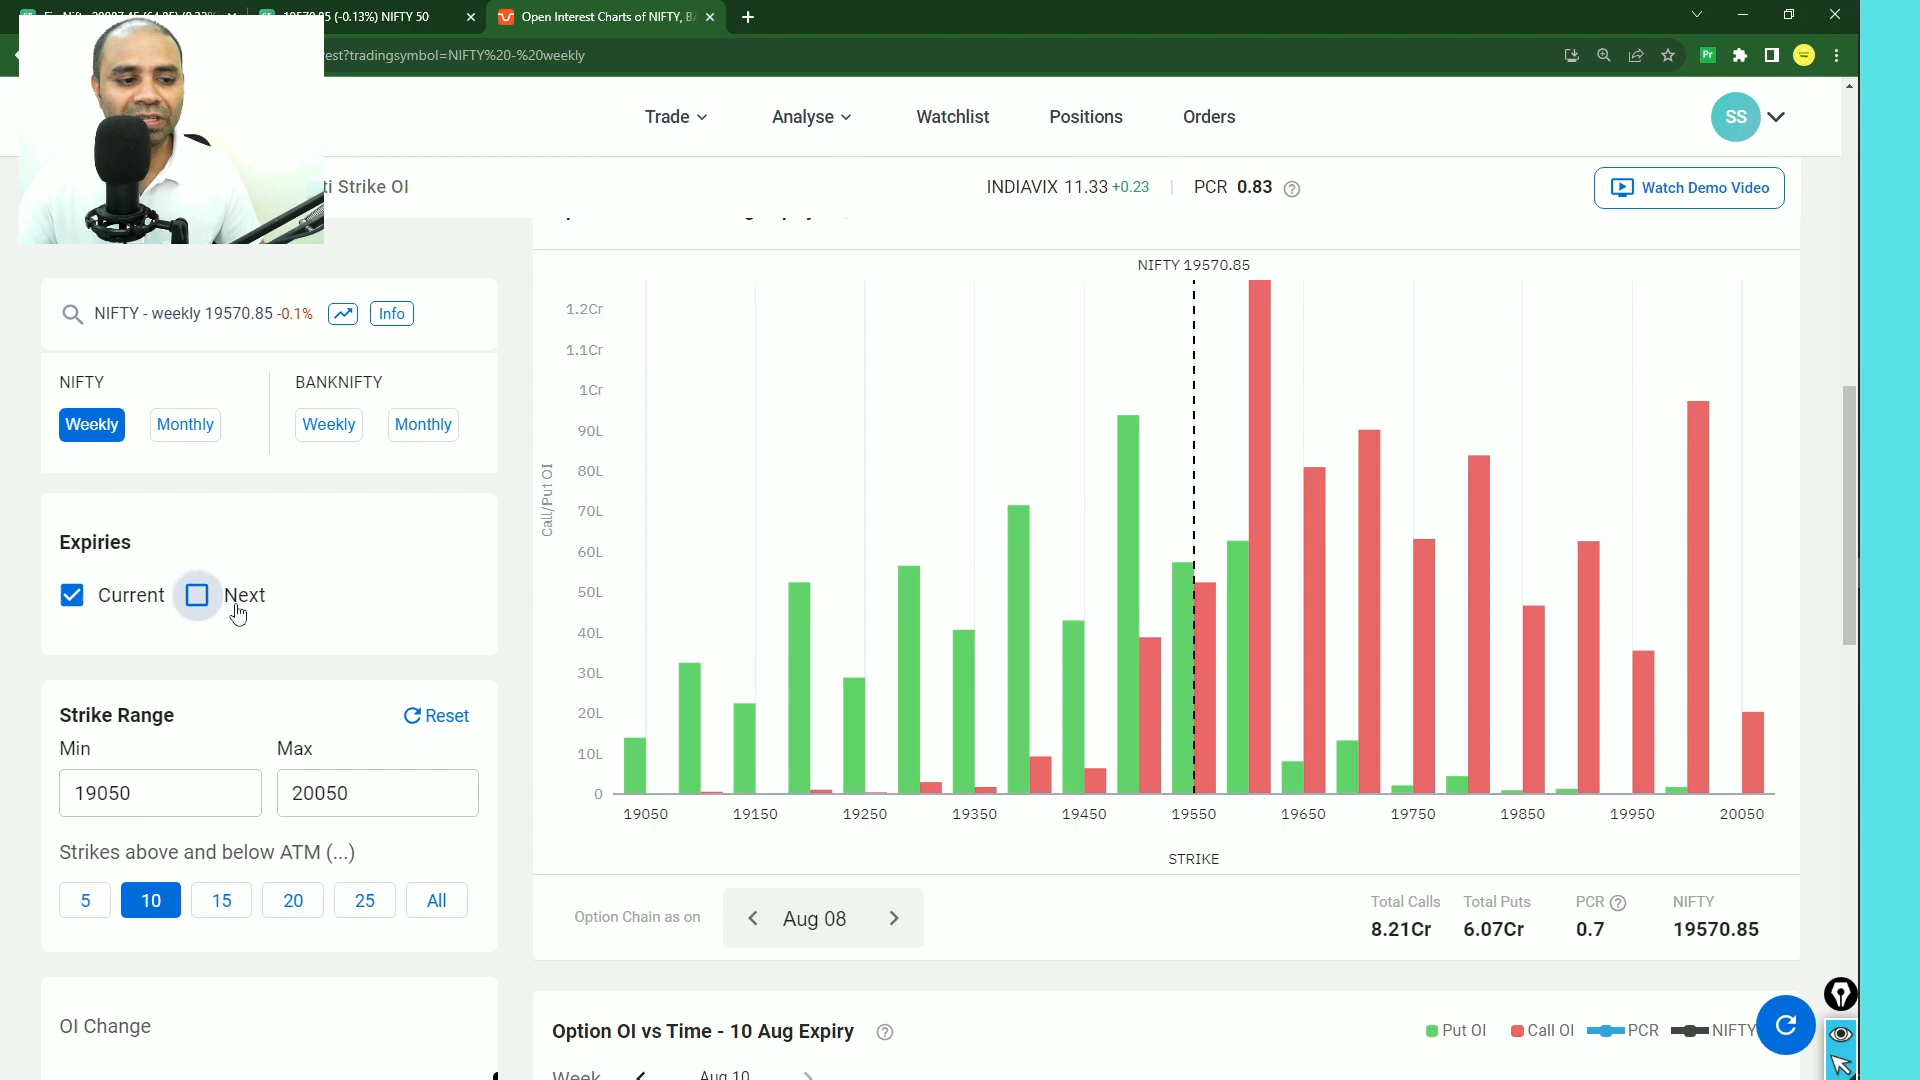 19570.85 (-0.13%) NIFTY 50
Open Interest Charts of NIFTY, BA
est?tradingsymbol=NIFTY%20-%20weekly
Trade
Analyse
Watchlist
Positions
Orders
SS
ti Strike OI
INDIAVIX 11.33 +0.23
PCR 0.83
Watch Demo Video
NIFTY - weekly 19570.85 -0.1%
Info
NIFTY
Weekly
Monthly
BANKNIFTY
Weekly
Monthly
Expiries
Current
Next
Strike Range
Reset
Min
Max
19050
20050
Strikes above and below ATM (...)
5
10
15
20
25
All
OI Change
NIFTY 19570.85
Call/Put OI
1.2Cr
1.1Cr
1Cr
90L
80L
70L
60L
50L
40L
30L
20L
10L
0
19050 19150 19250 19350 19450 19550 19650 19750 19850 19950 20050
STRIKE
Option Chain as on
Aug 08
Total Calls
8.21Cr
Total Puts
6.07Cr
PCR
0.7
NIFTY
19570.85
Option OI vs Time - 10 Aug Expiry
Put OI
Call OI
PCR
NIFTY
Week
Aug 10
Pr